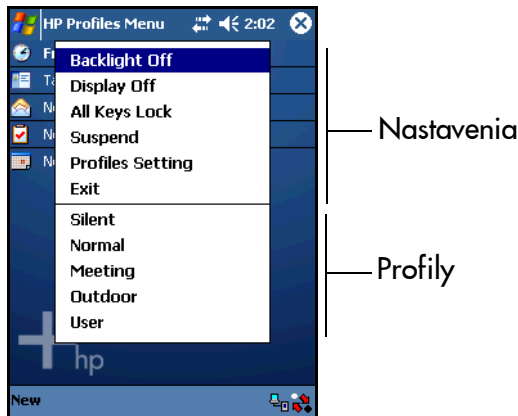 HP Profiles Menu 2:02
Backlight Off
Display Off
All Keys Lock
Suspend
Profiles Setting
Exit
Silent
Normal
Meeting
Outdoor
User
hp
New
Nastavenia
Profily